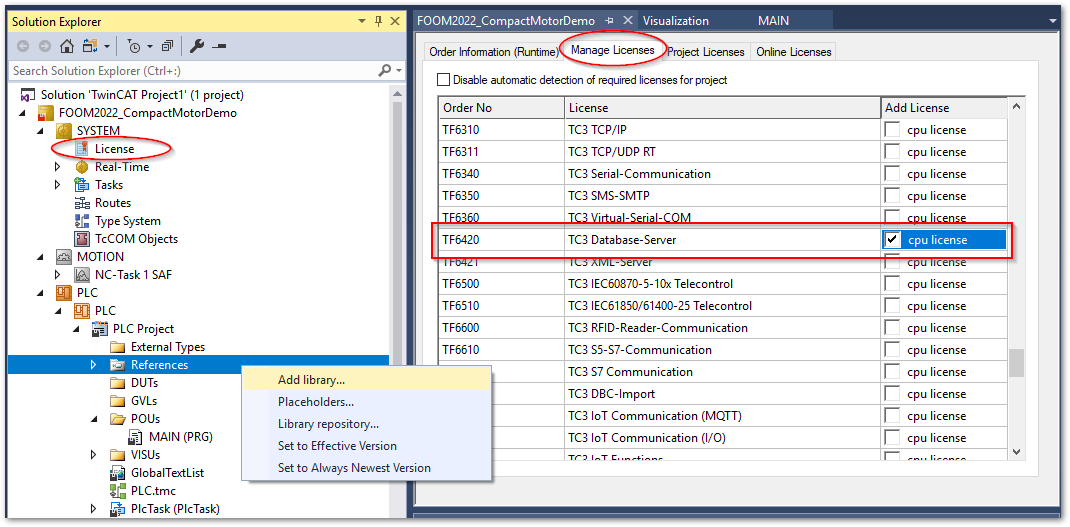 Solution Explorer
Search Solution Explorer (Ctrl+;)
Solution 'TwinCAT Project1' (1 project)
FOOM2022_CompactMotorDemo
SYSTEM
License
Real-Time
Tasks
Routes
Type System
TcCOM Objects
MOTION
NC-Task 1 SAF
PLC
PLC
PLC Project
External Types
References
DUTs
GVLs
POUs
MAIN (PRG)
VISUs
GlobalTextList
PLC.tmc
PlcTask (PlcTask)
Add library...
Placeholders...
Library repository...
Set to Effective Version
Set to Always Newest Version
FOOM2022_CompactMotorDemo Visualization MAIN
Order Information (Runtime) Manage Licenses Project Licenses Online Licenses
Disable automatic detection of required licenses for project
Order No License Add License
TF6310 TC3 TCP/IP cpu license
TF6311 TC3 TCP/UDP RT cpu license
TF6340 TC3 Serial-Communication cpu license
TF6350 TC3 SMS-SMTP cpu license
TF6360 TC3 Virtual-Serial-COM cpu license
TF6420 TC3 Database-Server cpu license
TF6421 TC3 XML-Server cpu license
TF6500 TC3 IEC60870-5-10x Telecontrol cpu license
TF6510 TC3 IEC61850/61400-25 Telecontrol cpu license
TF6600 TC3 RFID-Reader-Communication cpu license
TF6610 TC3 S5-S7-Communication cpu license
TC3 S7 Communication cpu license
TC3 DBC-Import cpu license
TC3 IoT Communication (MQTT) cpu license
TC3 IoT Communication (I/O) cpu license
TC3 IoT Functions cpu license